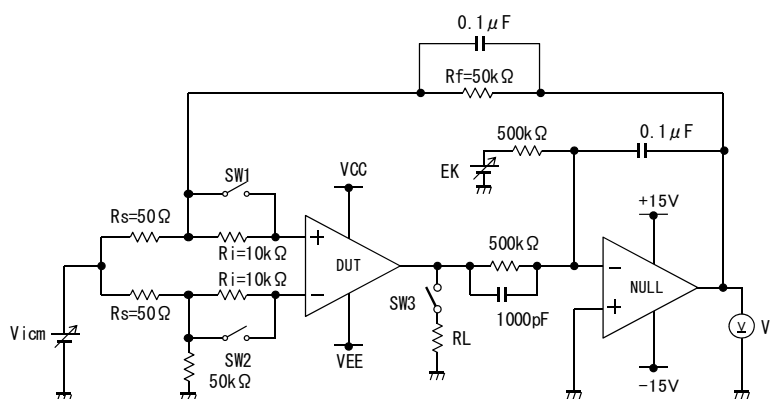 0.1μF
Rf=50kΩ
500kΩ
0.1μF
EK
SW1
VCC
+15V
Rs=50Ω
Ri=10kΩ
500kΩ
+
DUT
−
Ri=10kΩ
−
NULL
+
Vicm
Rs=50Ω
SW3
1000pF
V
V
SW2
VEE
RL
50kΩ
-15V